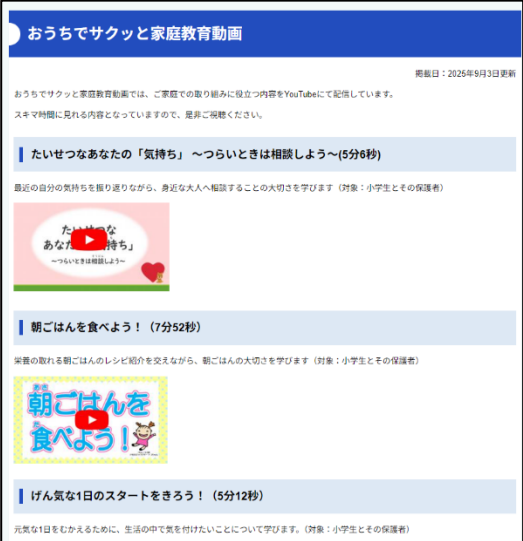 おうちでサクッと家庭教育動画
掲載日：2025年9月3日更新
おうちでサクッと家庭教育動画では、ご家庭での取り組みに役立つ内容をYouTubeにて配信しています。
スキマ時間に見れる内容となっていますので、是非ご視聴ください。
たいせつなあなたの「気持ち」 ～つらいときは相談しよう～(5分6秒)
最近の自分の気持ちを振り返りながら、身近な大人へ相談することの大切さを学びます（対象：小学生とその保護者）
～つらいときは相談しよう～
朝ごはんを食べよう！（7分52秒）
栄養の取れる朝ごはんのレシピ紹介を交えながら、朝ごはんの大切さを学びます（対象：小学生とその保護者）
朝ごはんを
食べよう！
げん気な1日のスタートをきろう！（5分12秒）
元気な1日をむかえるために、生活の中で気を付けたいことについて学びます。（対象：小学生とその保護者）